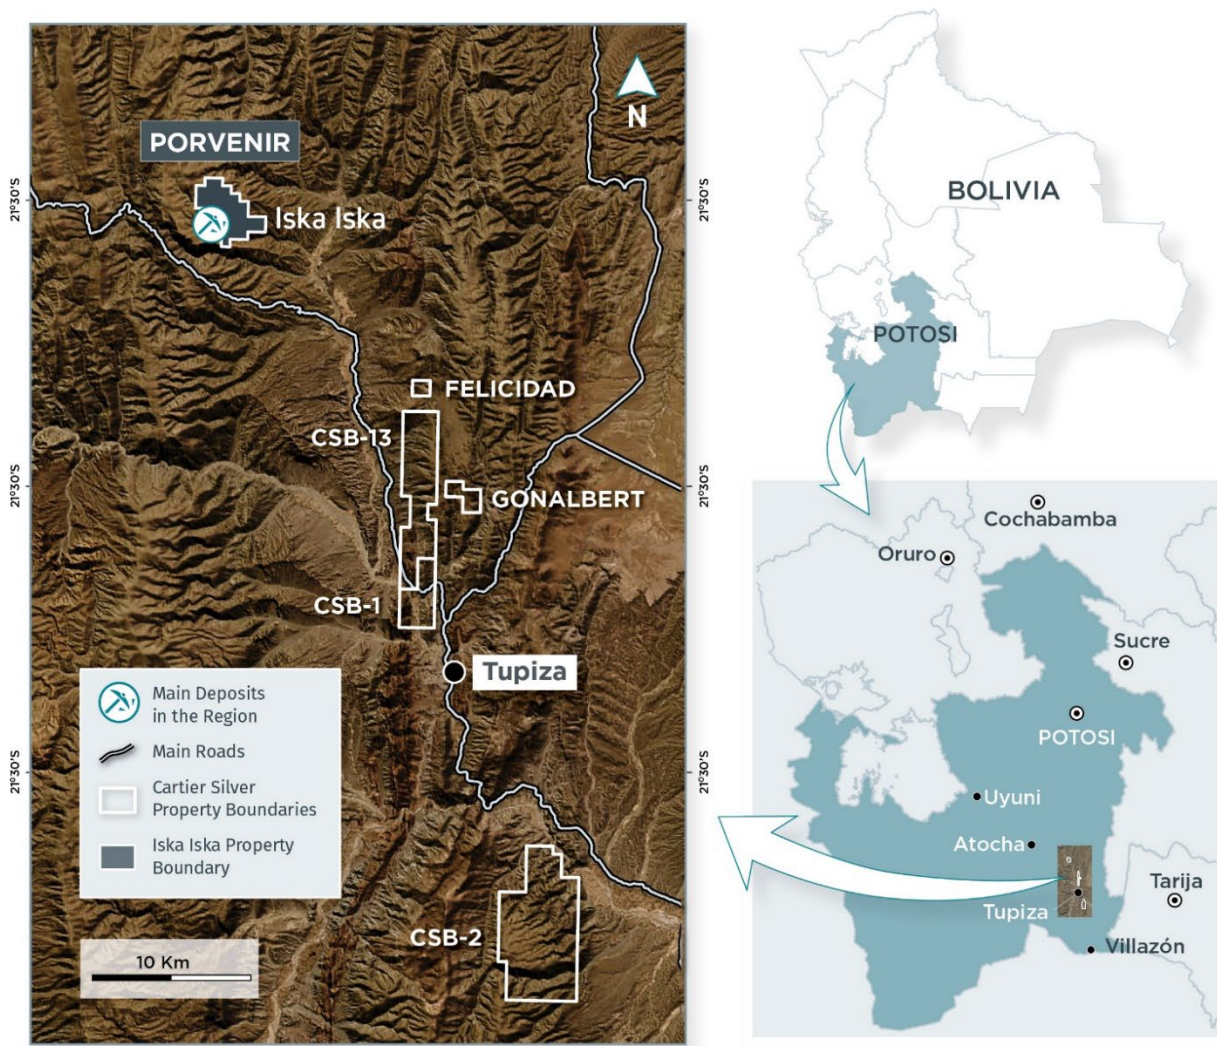 PORVENIR
Iska Iska
N
21°30'S
21°30'S
21°30'S
21°30'S
21°30'S
21°30'S
FELICIDAD
CSB-13
GONALBERT
CSB-1
Tupiza
CSB-2
Main Deposits
in the Region
Main Roads
Cartier Silver
Property Boundaries
Iska Iska Property
Boundary
10 Km
BOLIVIA
POTOSI
Cochabamba
Oruro
Sucre
POTOSI
Uyuni
Atocha
Tupiza
Tarija
Villazón